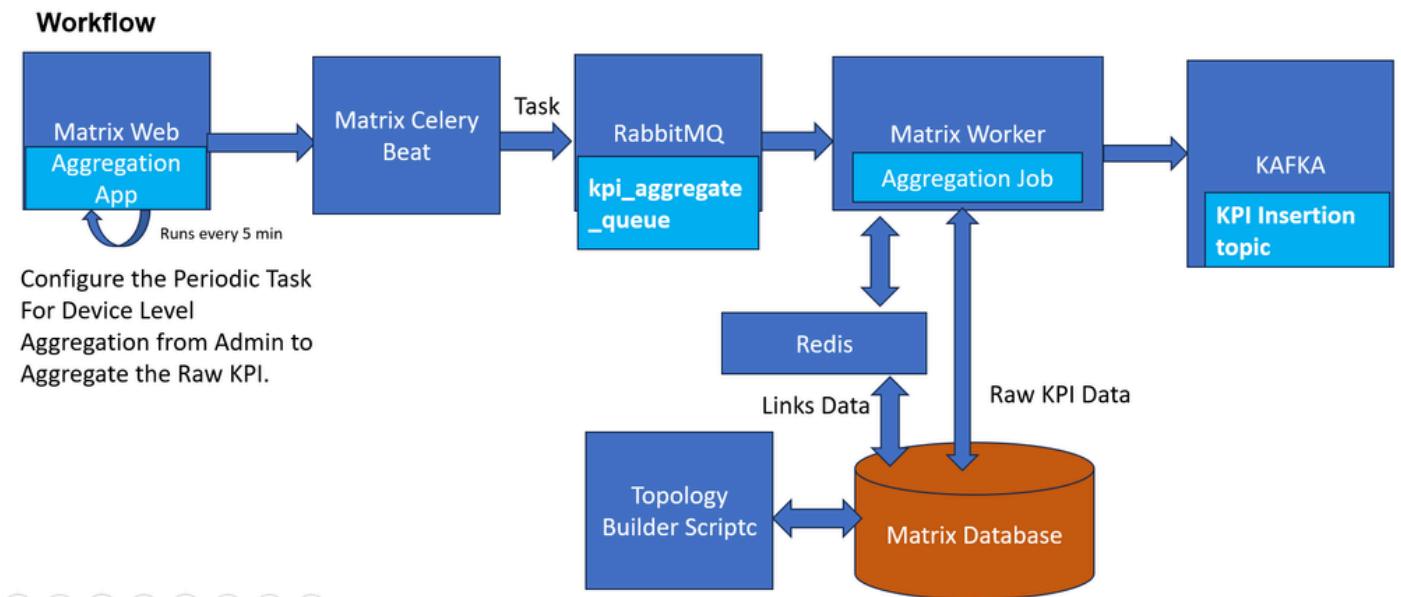 Workflow
Matrix Web
Aggregation
App
Runs every 5 min
Configure the Periodic Task
For Device Level
Aggregation from Admin to
Aggregate the Raw KPI.
Matrix Celery
Beat
Task
RabbitMQ
kpi_aggregate
_queue
Matrix Worker
Aggregation Job
KAFKA
KPI Insertion
topic
Redis
Links Data
Raw KPI Data
Topology
Builder Scriptc
Matrix Database